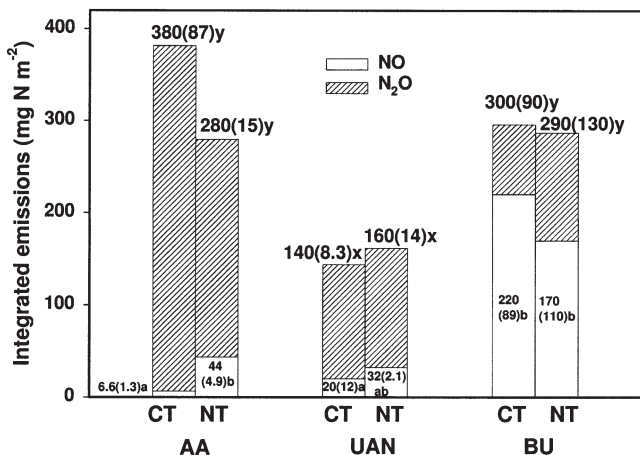 Integrated emissions (mg N m-2)
400
300
200
100
0
NO
N2O
380(87)y
280(15)y
6.6(1.3)a
44
(4.9)b
140(8.3)x
160(14)x
20(12)a
32(2.1)
ab
300(90)y
290(130)y
220
(89)b
170
(110)b
CT NT CT NT CT NT
AA UAN BU